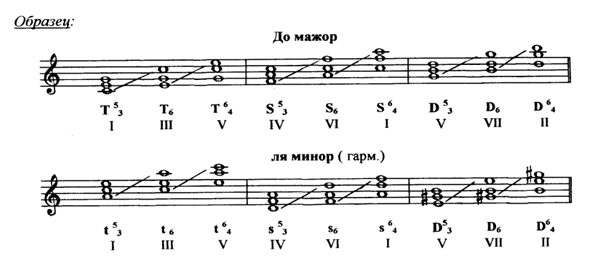 Образец:
До мажор
T⁵₃ T₆ T⁶₄ S⁵₃ S₆ S⁶₄ D⁵₃ D₆ D⁶₄
I III V IV VI I V VII II
ля минор ( гарм.)
t⁵₃ t₆ t⁶₄ s⁵₃ s₆ s⁶₄ D⁵₃ D₆ D⁶₄
I III V IV VI I V VII II